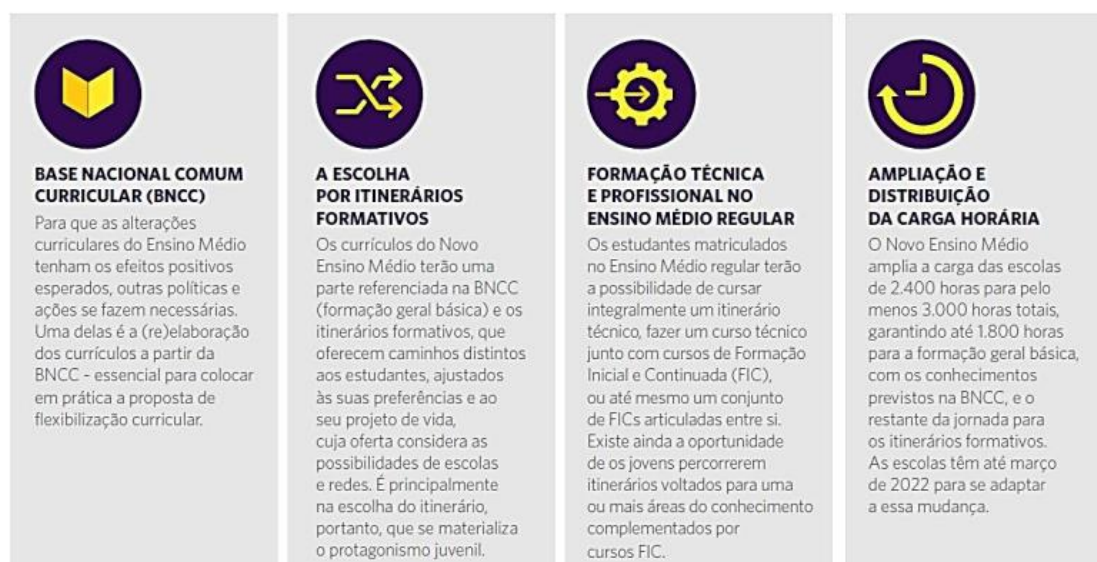 BASE NACIONAL COMUM
CURRICULAR (BNCC)
Para que as alterações
curriculares do Ensino Médio
tenham os efeitos positivos
esperados, outras políticas e
ações se fazem necessárias.
Uma delas é a (re)elaboração
dos currículos a partir da
BNCC – essencial para colocar
em prática a proposta de
flexibilização curricular.
A ESCOLHA
POR ITINERÁRIOS
FORMATIVOS
Os currículos do Novo
Ensino Médio terão uma
parte referenciada na BNCC
(formação geral básica) e os
itinerários formativos, que
oferecem caminhos distintos
aos estudantes, ajustados
às suas preferências e ao
seu projeto de vida,
cuja oferta considera as
possibilidades de escolas
e redes. É principalmente
na escolha do itinerário,
portanto, que se materializa
o protagonismo juvenil.
FORMAÇÃO TÉCNICA
E PROFISSIONAL NO
ENSINO MÉDIO REGULAR
Os estudantes matriculados
no Ensino Médio regular terão
a possibilidade de cursar
integralmente um itinerário
técnico, fazer um curso técnico
junto com cursos de Formação
Inicial e Continuada (FIC),
ou até mesmo um conjunto
de FICs articuladas entre si.
Existe ainda a oportunidade
de os jovens percorrerem
itinerários voltados para uma
ou mais áreas do conhecimento
complementados por
cursos FIC.
AMPLIAÇÃO E
DISTRIBUIÇÃO
DA CARGA HORÁRIA
O Novo Ensino Médio
amplia a carga das escolas
de 2.400 horas para pelo
menos 3.000 horas totais,
garantindo até 1.800 horas
para a formação geral básica,
com os conhecimentos
previstos na BNCC, e o
restante da jornada para
os itinerários formativos.
As escolas têm até março
de 2022 para se adaptar
a essa mudança.